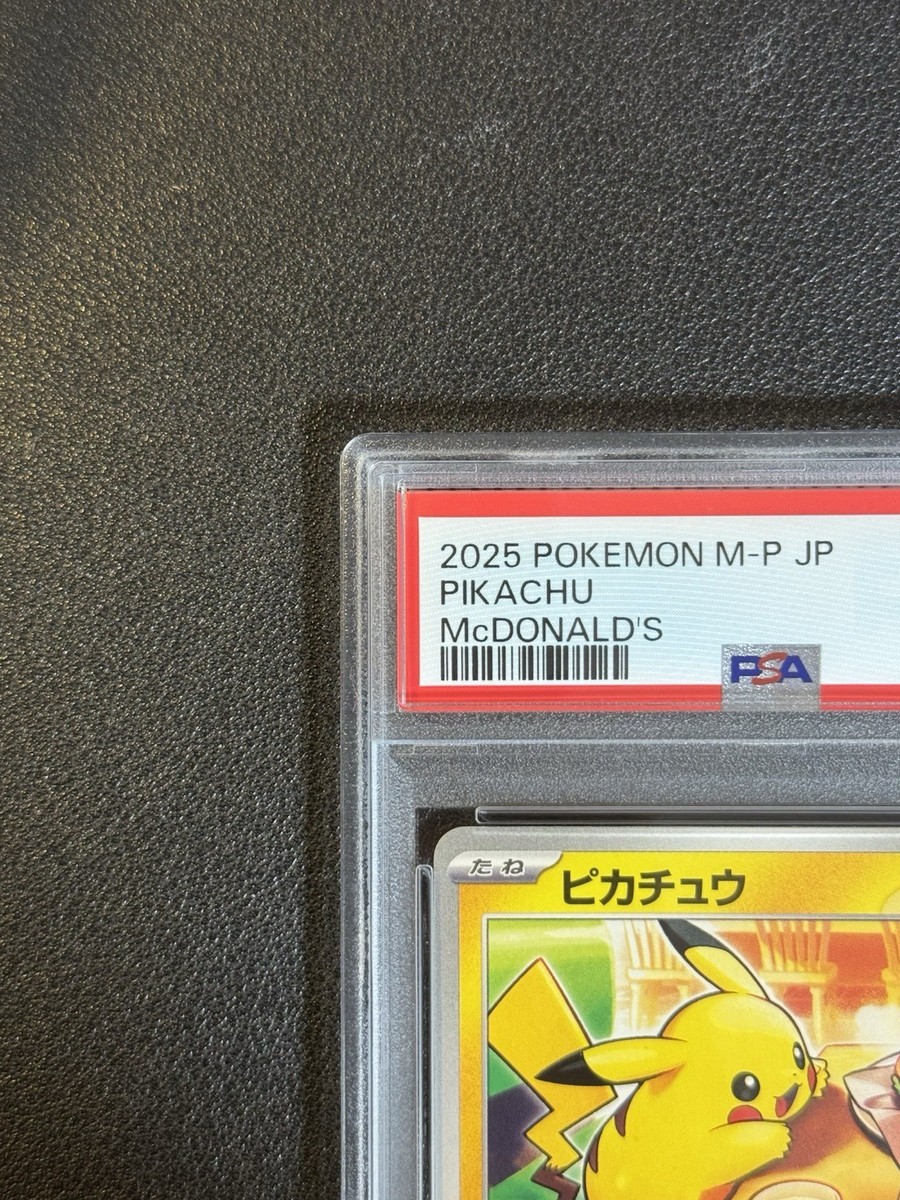 2025 POKEMON M-P JP
PIKACHU
McDONALD'S
PSA
たね
ピカチュウ